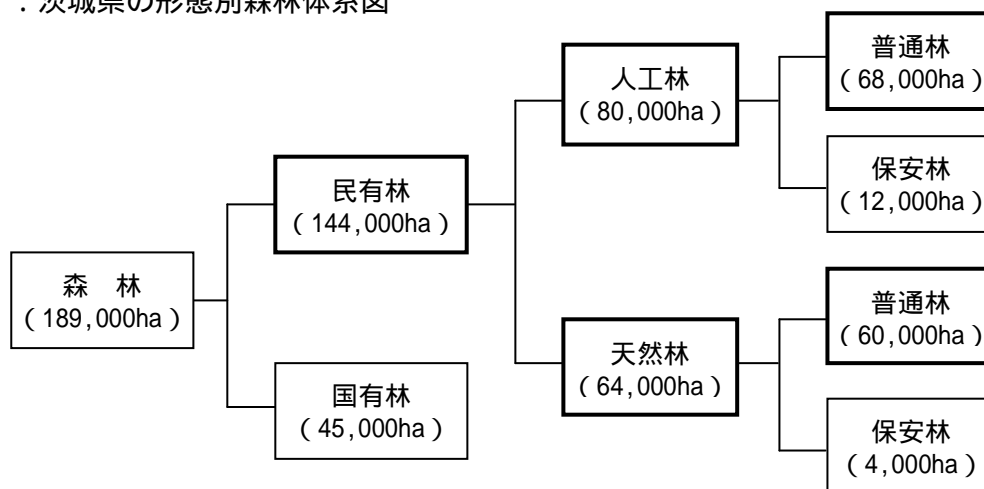 ：茨城県の形態別森林体系図
森　林
（189,000ha）
民有林
（144,000ha）
国有林
（45,000ha）
人工林
（80,000ha）
天然林
（64,000ha）
普通林
（68,000ha）
保安林
（12,000ha）
普通林
（60,000ha）
保安林
（4,000ha）